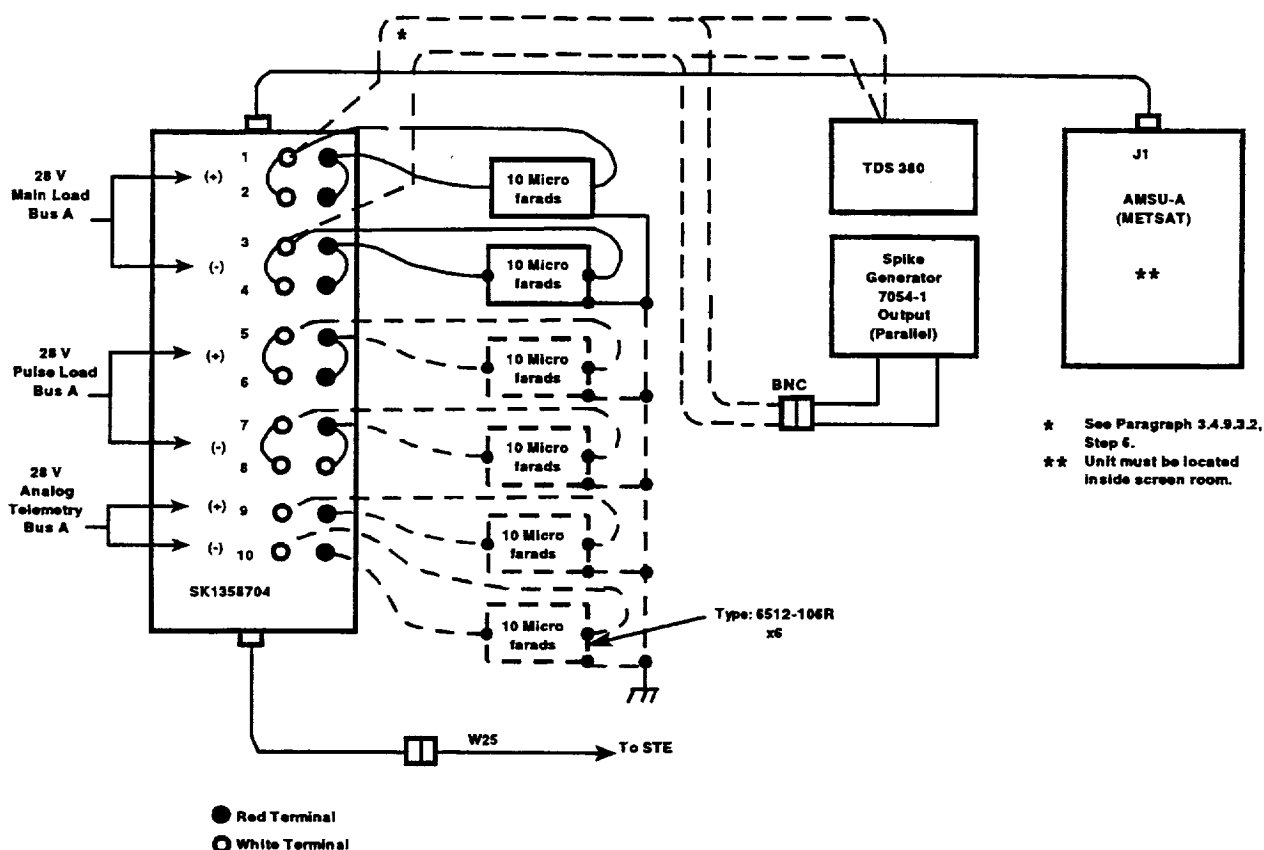 *
1
2
3
4
5
6
7
8
9
10
(+)
(-)
(+)
(-)
(+)
(-)
28 V
Main Load
Bus A
28 V
Pulse Load
Bus A
28 V
Analog
Telemetry
Bus A
SK1358704
10 Micro
farads
10 Micro
farads
10 Micro
farads
10 Micro
farads
10 Micro
farads
10 Micro
farads
Type: 6512-106R
x6
TDS 380
Spike
Generator
7054-1
Output
(Parallel)
BNC
J1
AMSU-A
(METSAT)
**
* See Paragraph 3.4.9.3.2,
Step 6.
** Unit must be located
inside screen room.
W25
To STE
Red Terminal
White Terminal